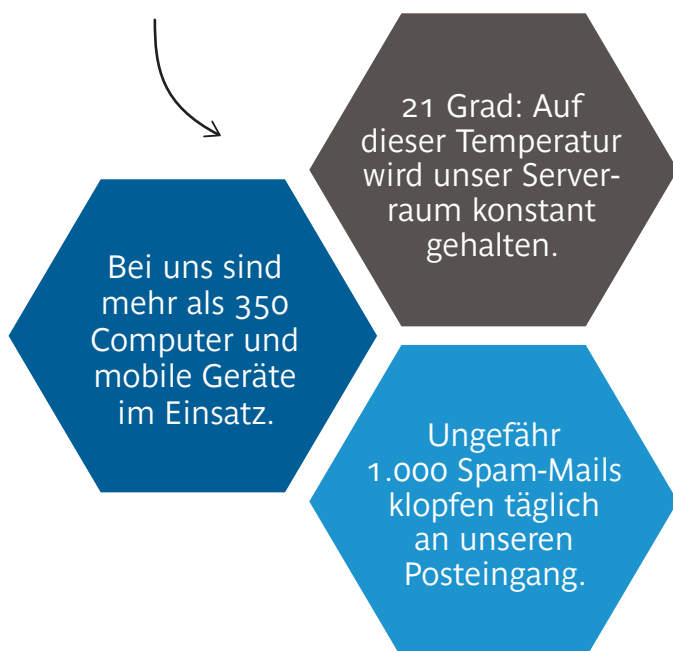 21 Grad: Auf
dieser Temperatur
wird unser Server-
raum konstant
gehalten.
Bei uns sind
mehr als 350
Computer und
mobile Geräte
im Einsatz.
Ungefähr
1.000 Spam-Mails
klopfen täglich
an unseren
Posteingang.